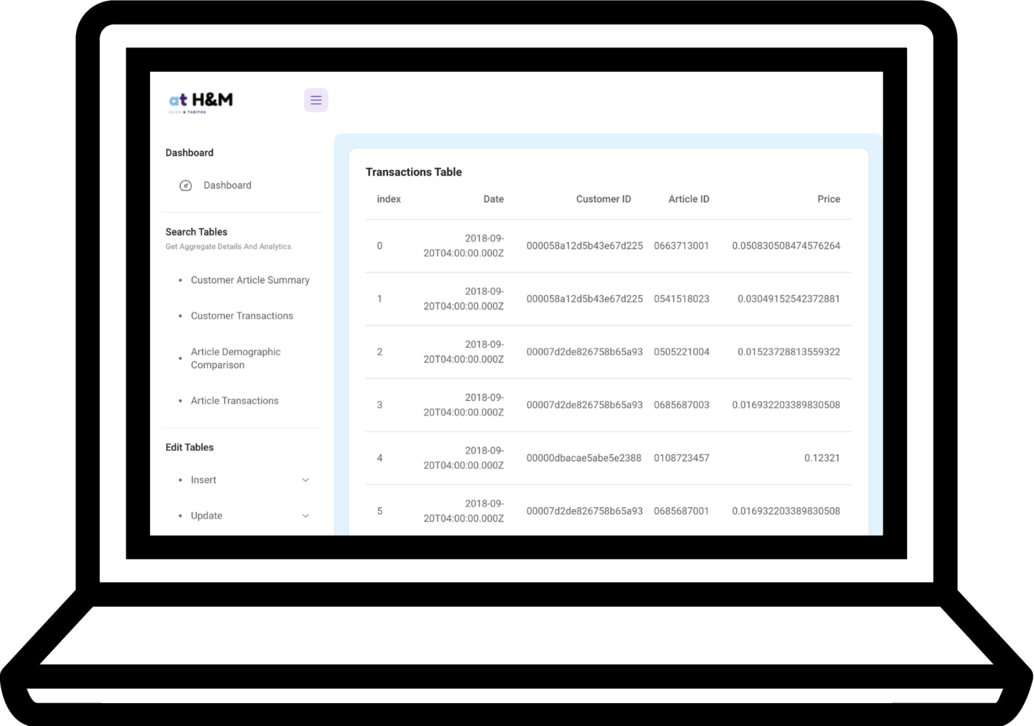 at H&M
& TABITHA
Dashboard
Dashboard
Search Tables
Get Aggregate Details And Analytics
Customer Article Summary
Customer Transactions
Article Demographic
Comparison
Article Transactions
Edit Tables
Insert
Update
Transactions Table
index Date Customer ID Article ID Price
0 2018-09-
20T04:00:00.000Z 000058a12d5b43e67d225 0663713001 0.050830508474576264
1 2018-09-
20T04:00:00.000Z 000058a12d5b43e67d225 0541518023 0.03049152542372881
2 2018-09-
20T04:00:00.000Z 00007d2de826758b65a93 0505221004 0.01523728813559322
3 2018-09-
20T04:00:00.000Z 00007d2de826758b65a93 0685687003 0.016932203389830508
4 2018-09-
20T04:00:00.000Z 00000dbacae5abe5e2388 0108723457 0.12321
5 2018-09-
20T04:00:00.000Z 00007d2de826758b65a93 0685687001 0.016932203389830508